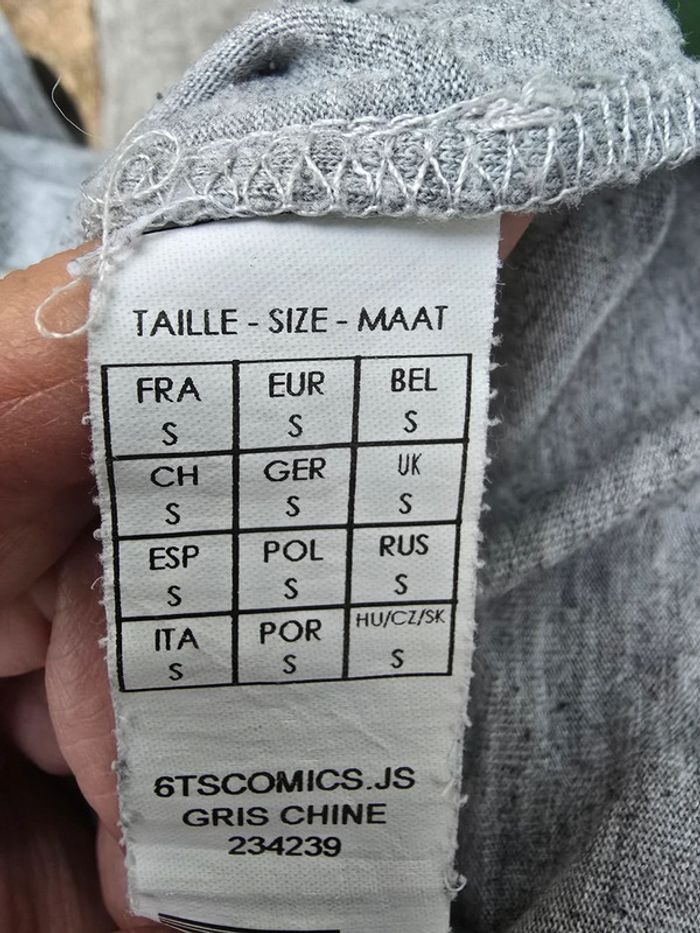 TAILLE - SIZE - MAAT
FRA EUR BEL
S S S
CH GER UK
S S S
ESP POL RUS
S S S
ITA POR HU/CZ/SK
S S S
6TSCOMICS.JS
GRIS CHINE
234239